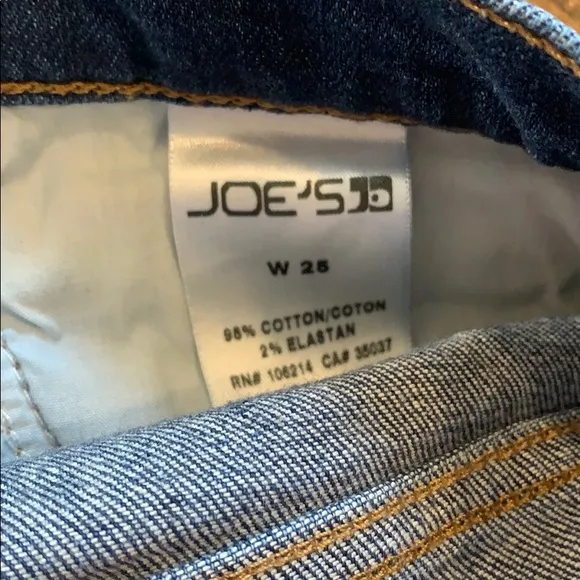 JOE'S
W 25
98% COTTON/COTON
2% ELASTAN
RN# 106214 CA# 35037